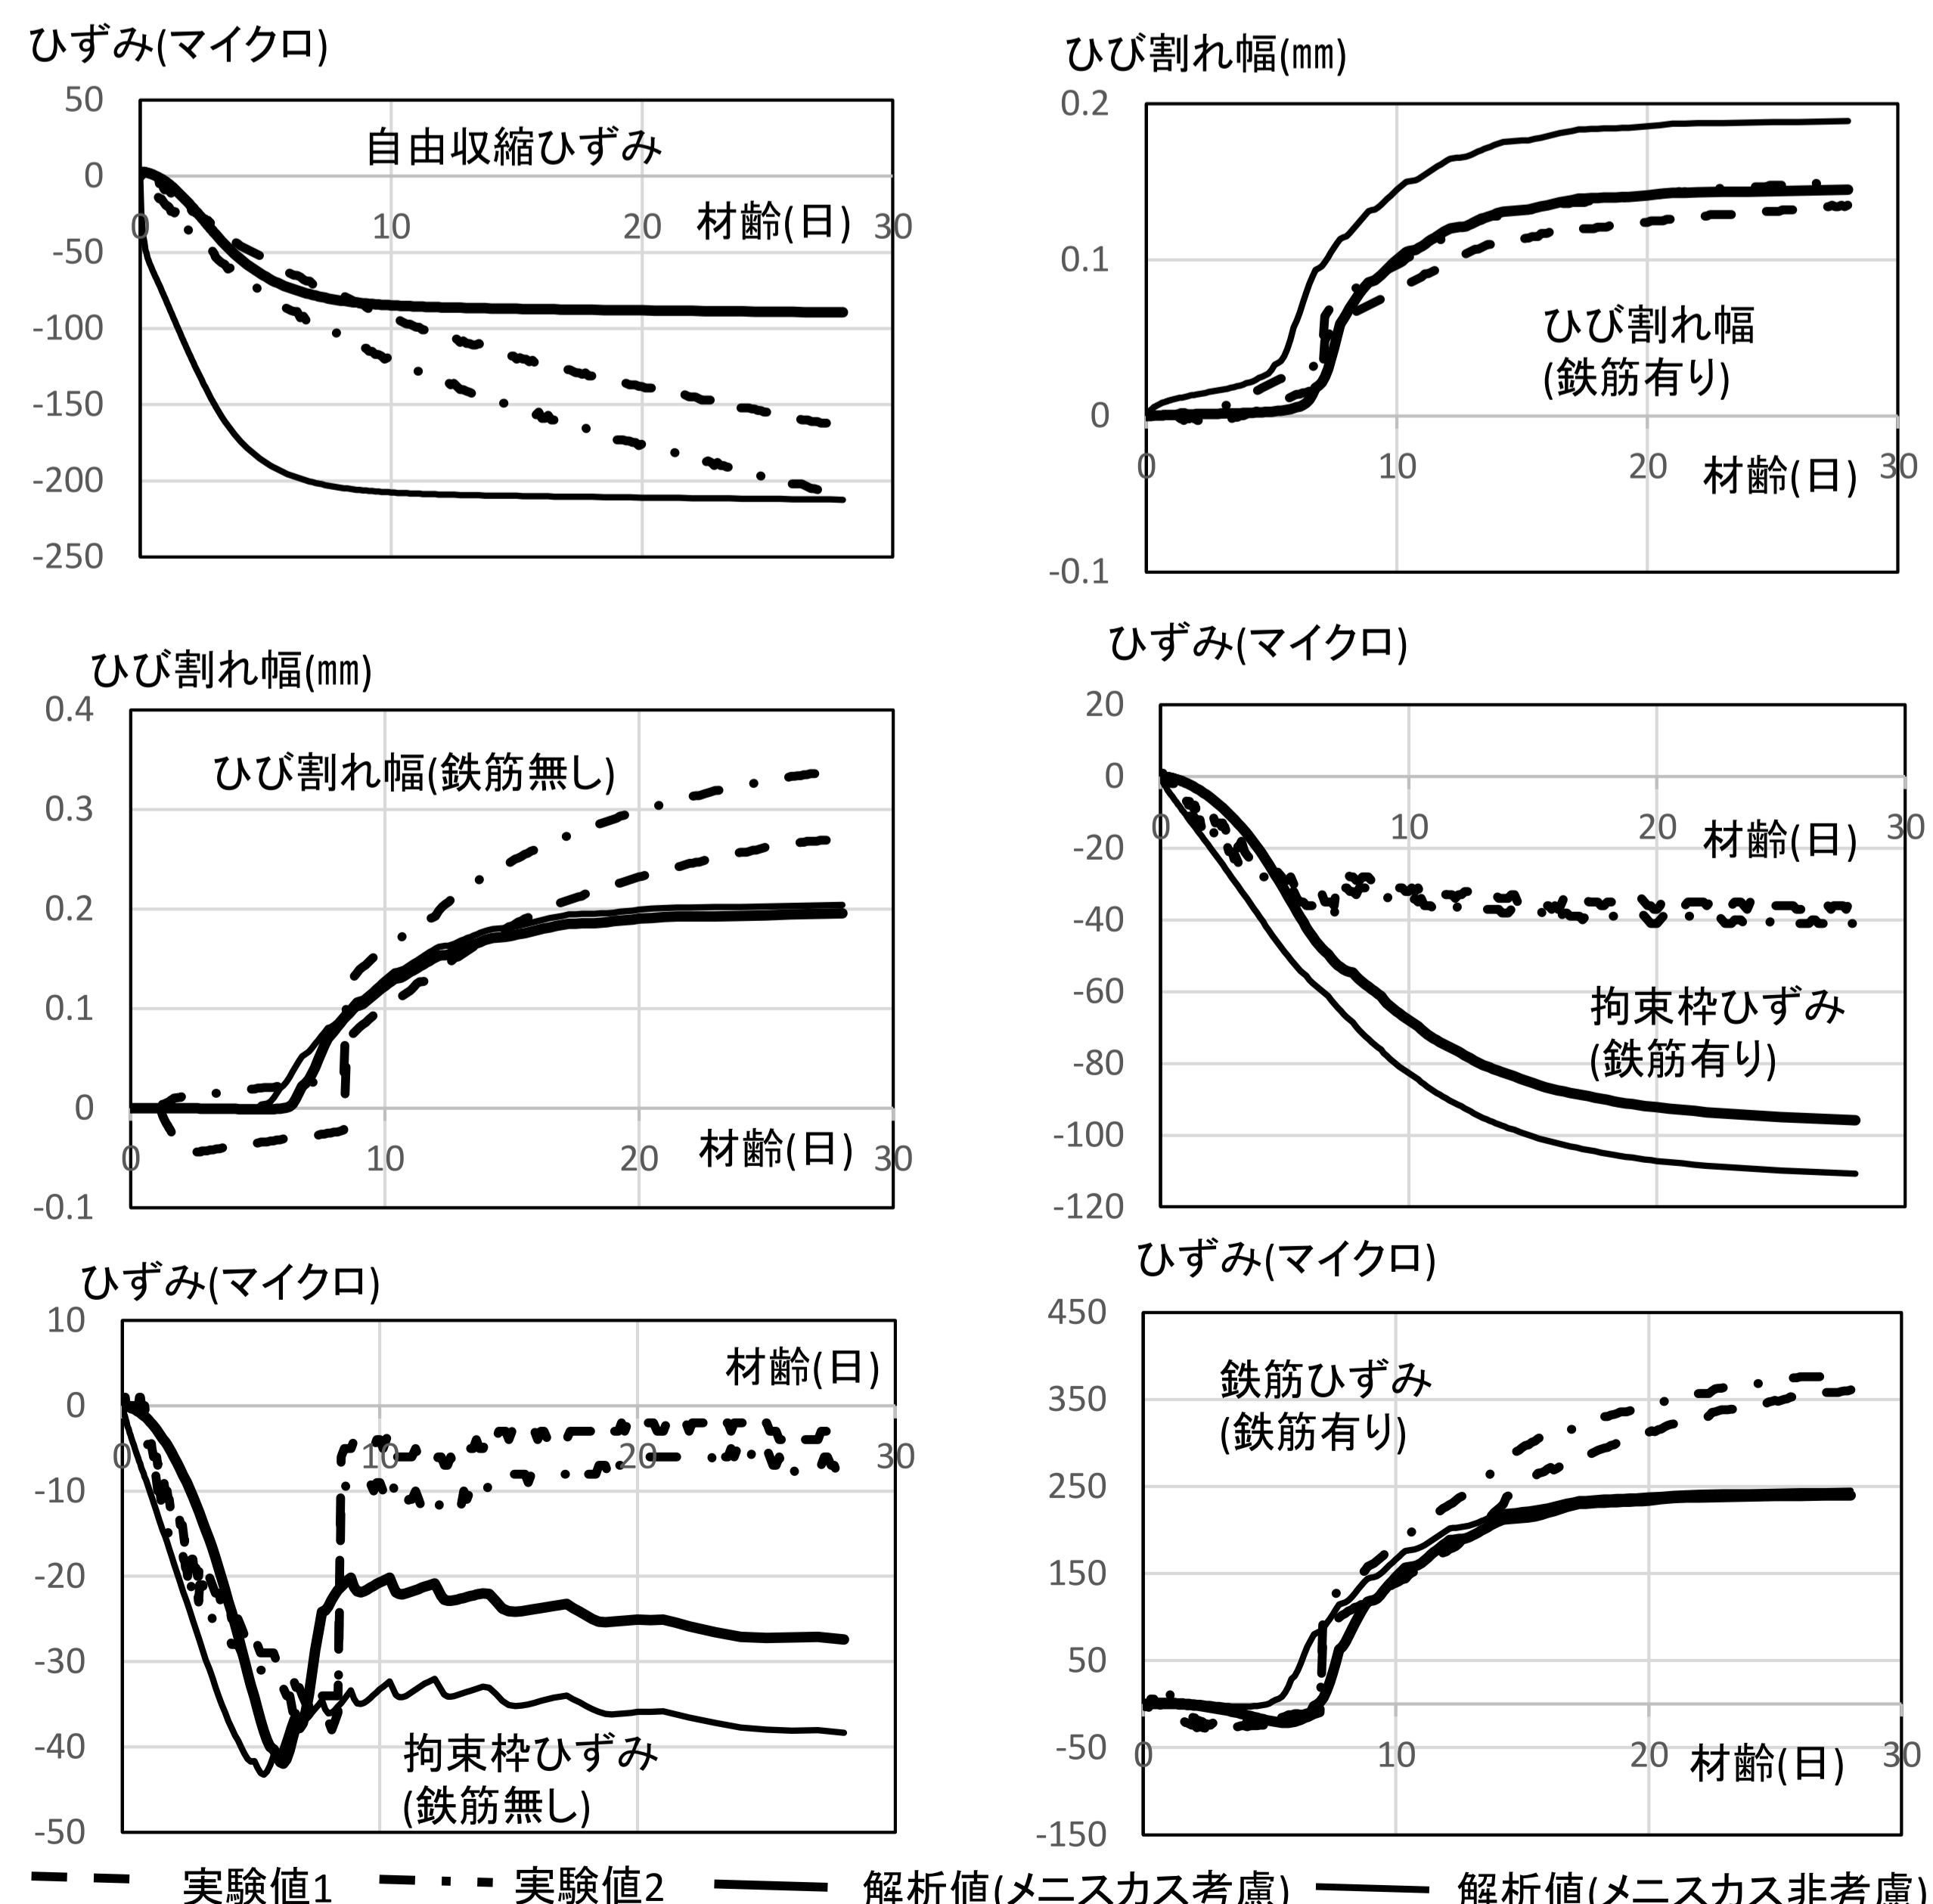 ひずみ(マイクロ)
50
0
-50
-100
-150
-200
-250
0
10
20
30
自由収縮ひずみ
材齢(日)
ひび割れ幅(㎜)
0.2
0.1
0
-0.1
0
10
20
30
ひび割れ幅
(鉄筋有り)
材齢(日)
ひび割れ幅(㎜)
0.4
0.3
0.2
0.1
0
-0.1
0
10
20
30
ひび割れ幅(鉄筋無し)
材齢(日)
ひずみ(マイクロ)
20
0
-20
-40
-60
-80
-100
-120
0
10
20
30
材齢(日)
拘束枠ひずみ
(鉄筋有り)
ひずみ(マイクロ)
10
0
-10
-20
-30
-40
-50
0
10
20
30
材齢(日)
拘束枠ひずみ
(鉄筋無し)
ひずみ(マイクロ)
450
350
250
150
50
-50
-150
0
10
20
30
鉄筋ひずみ
(鉄筋有り)
材齢(日)
実験値1 実験値2 解析値(メニスカス考慮) 解析値(メニスカス非考慮)